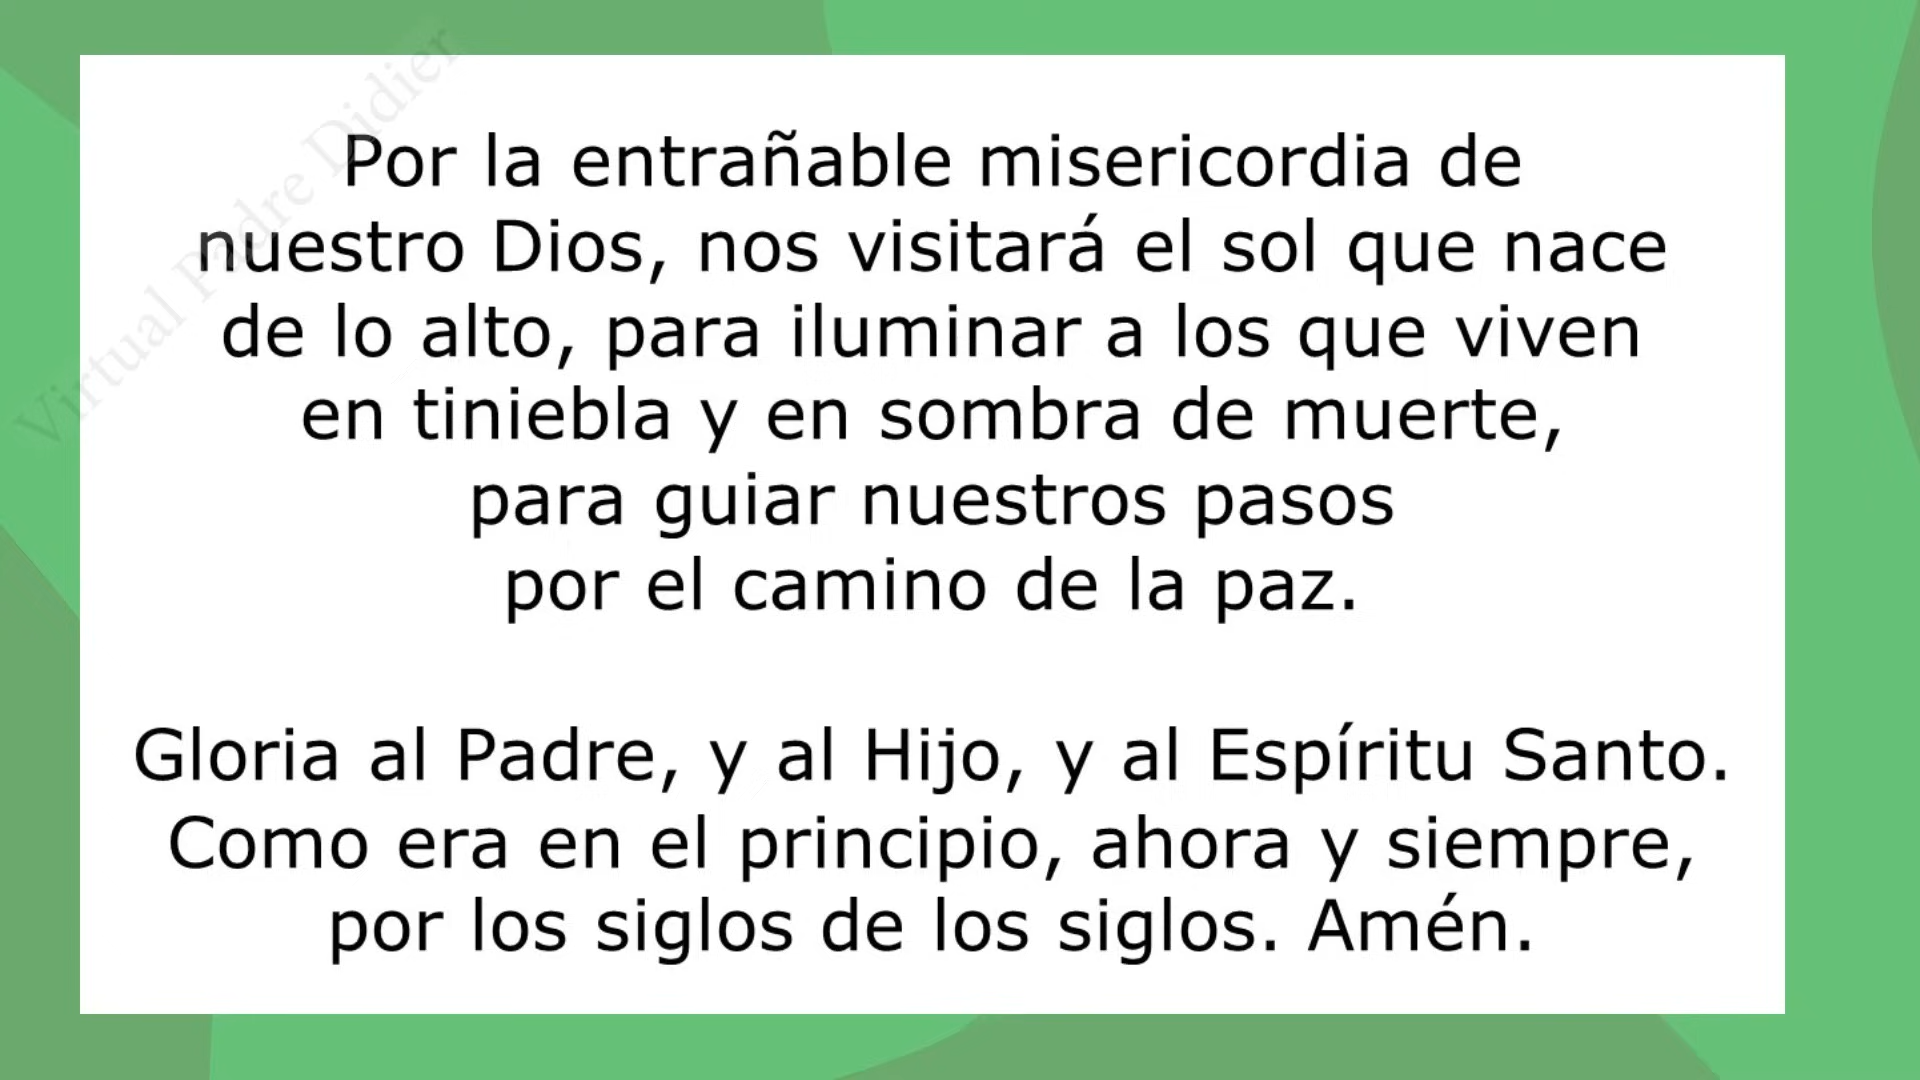 Virtual Padre Didier
Por la entrañable misericordia de
nuestro Dios, nos visitará el sol que nace
de lo alto, para iluminar a los que viven
en tiniebla y en sombra de muerte,
para guiar nuestros pasos
por el camino de la paz.
Gloria al Padre, y al Hijo, y al Espíritu Santo.
Como era en el principio, ahora y siempre,
por los siglos de los siglos. Amén.